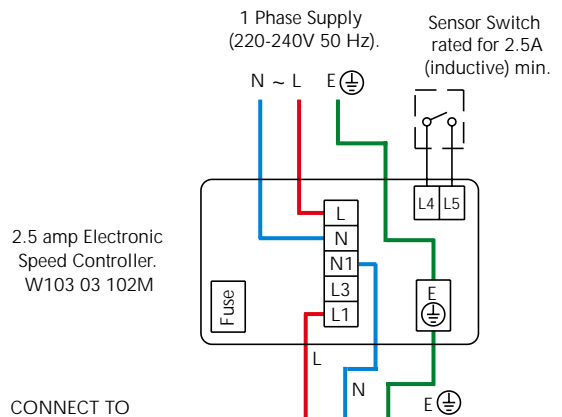 1 Phase Supply
(220-240V 50 Hz).
Sensor Switch
rated for 2.5A
(inductive) min.
N ~ L
E
L4 L5
L
N
N1
L3
L1
2.5 amp Electronic
Speed Controller.
W103 03 102M
Fuse
E
L
N
E
CONNECT TO